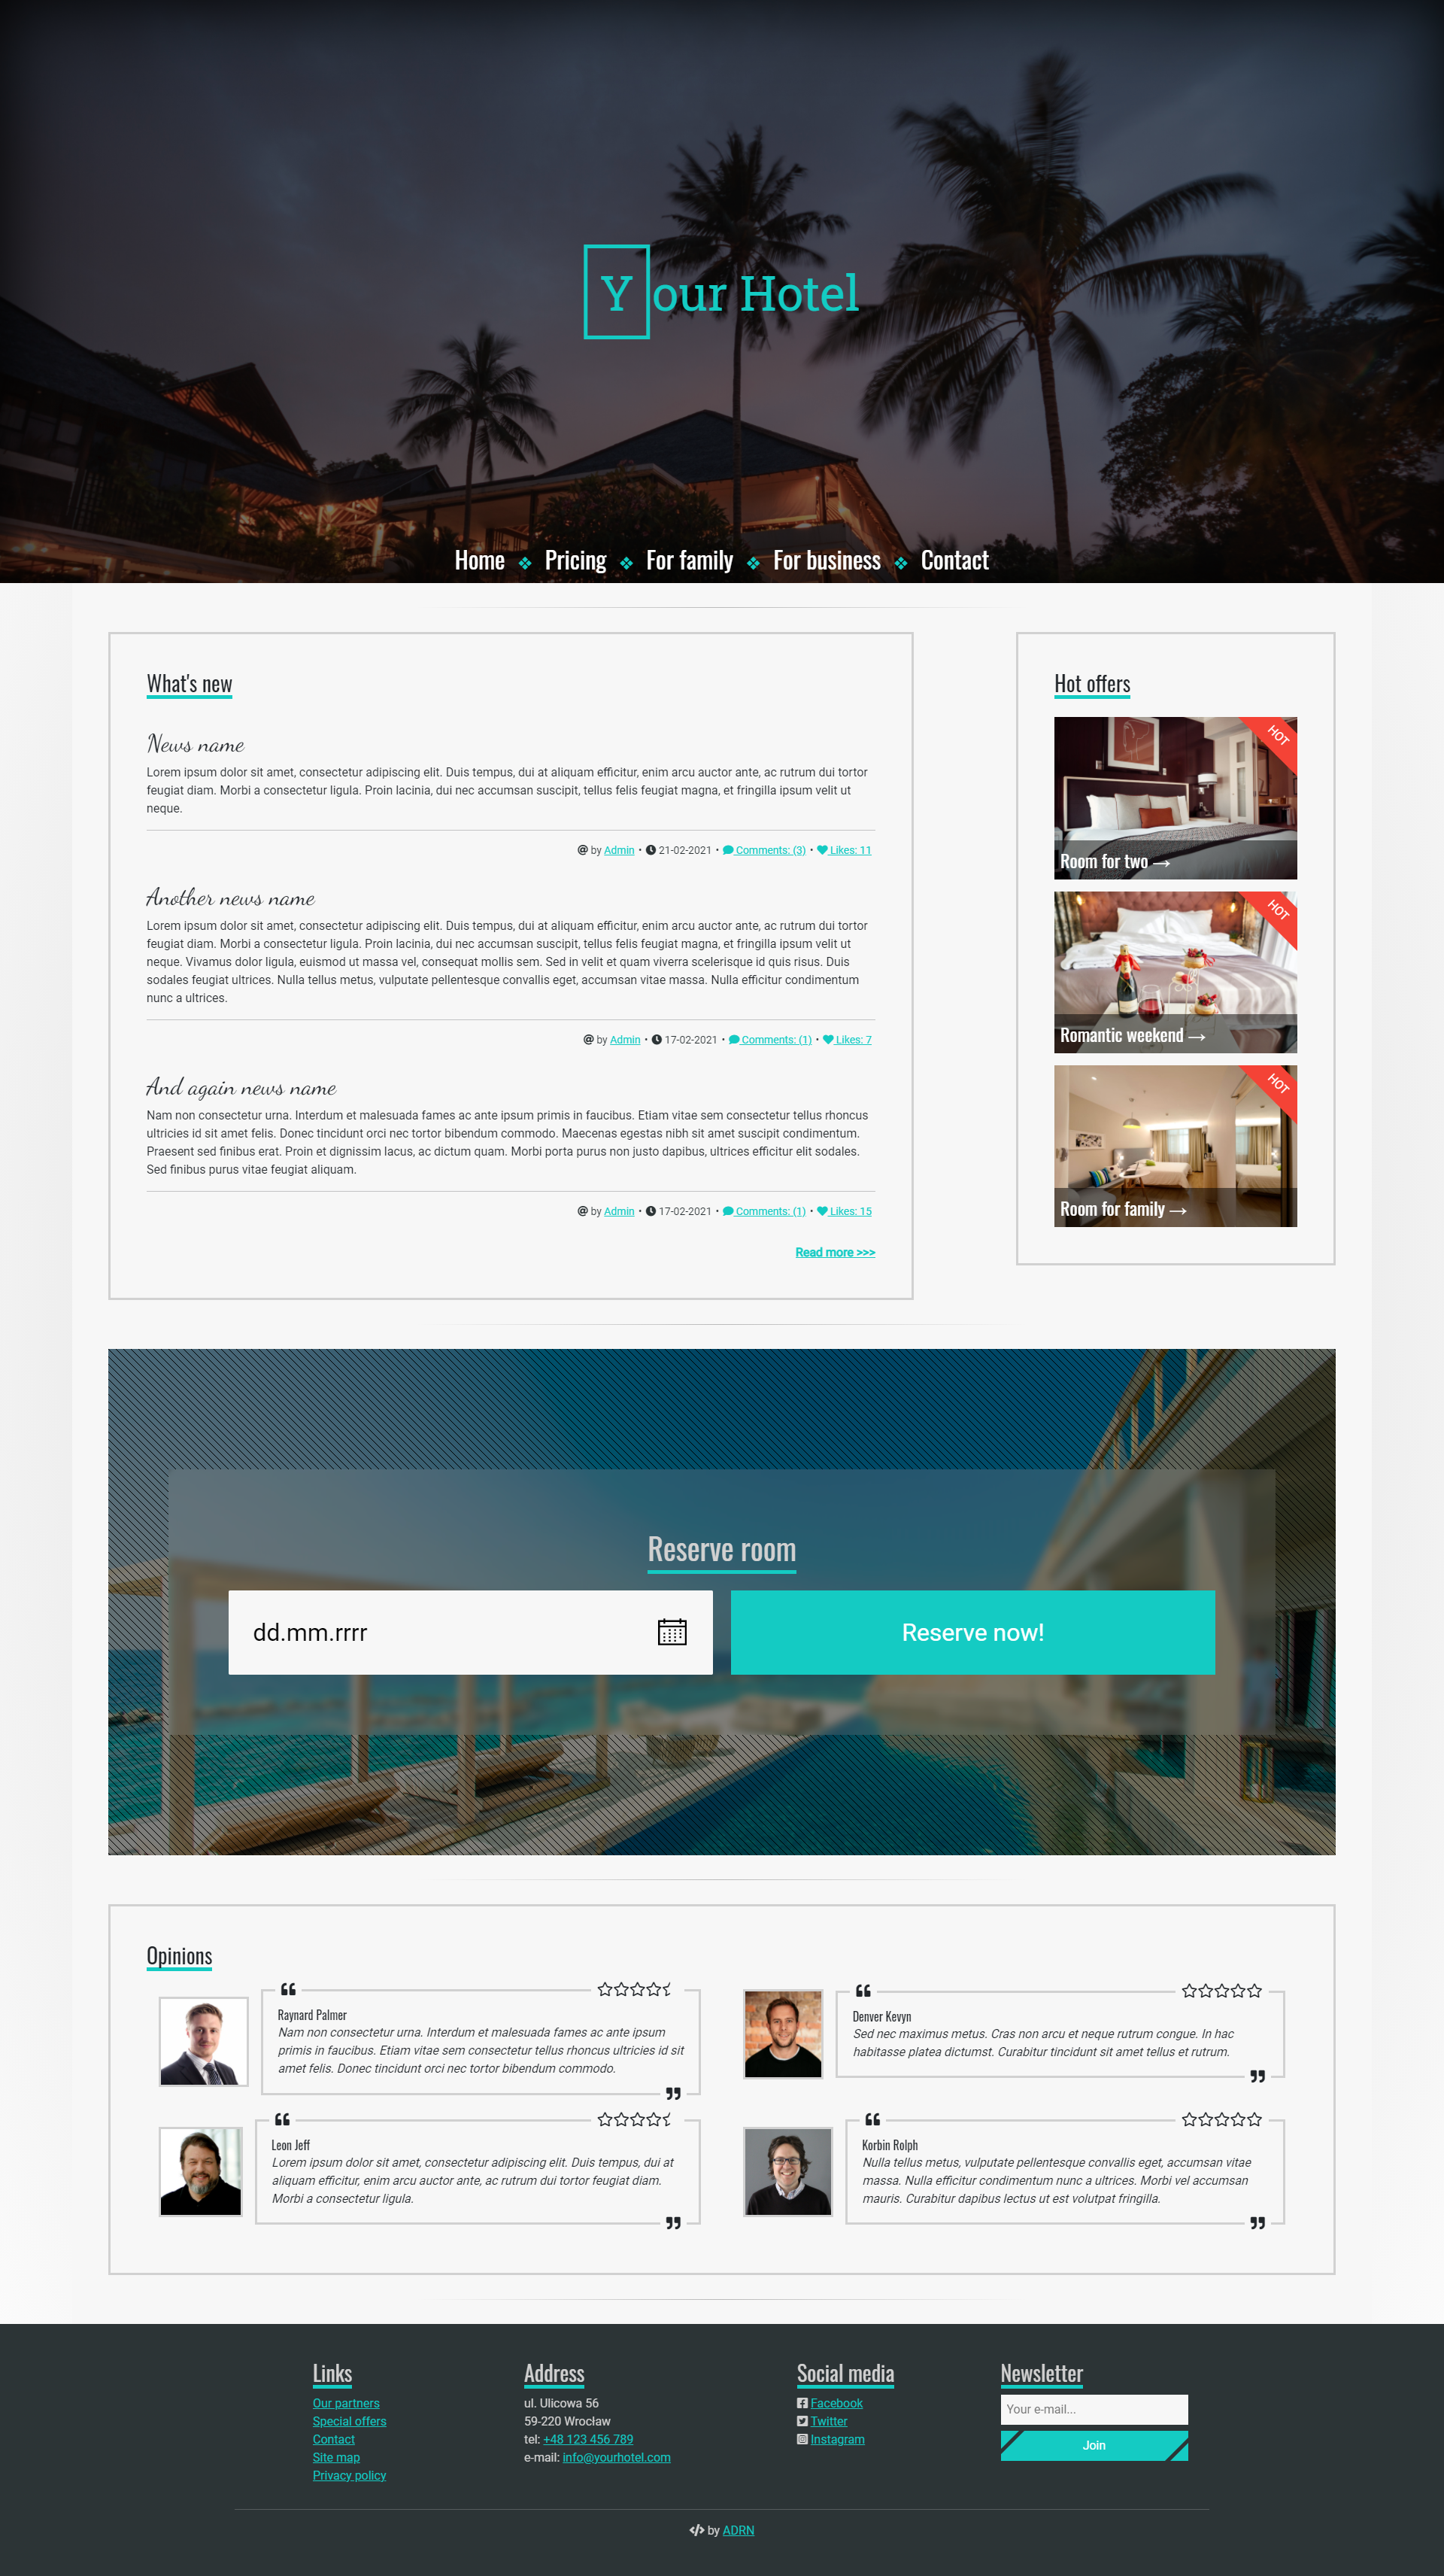 Your Hotel
Home ❖ Pricing ❖ For family ❖ For business ❖ Contact
What's new
News name
Lorem ipsum dolor sit amet, consectetur adipiscing elit. Duis tempus, dui at aliquam efficitur, enim arcu auctor ante, ac rutrum dui tortor
feugiat diam. Morbi a consectetur ligula. Proin lacinia, dui nec accumsan suscipit, tellus felis feugiat magna, et fringilla ipsum velit ut
neque.
by Admin • 21-02-2021 • Comments: (3) • Likes: 11
Another news name
Lorem ipsum dolor sit amet, consectetur adipiscing elit. Duis tempus, dui at aliquam efficitur, enim arcu auctor ante, ac rutrum dui tortor
feugiat diam. Morbi a consectetur ligula. Proin lacinia, dui nec accumsan suscipit, tellus felis feugiat magna, et fringilla ipsum velit ut
neque. Vivamus dolor ligula, euismod ut massa vel, consequat mollis sem. Sed in velit et quam viverra scelerisque id quis risus. Duis
sodales feugiat ultrices. Nulla tellus metus, vulputate pellentesque convallis eget, accumsan vitae massa. Nulla efficitur condimentum
nunc a ultrices.
by Admin • 17-02-2021 • Comments: (1) • Likes: 7
And again news name
Nam non consectetur urna. Interdum et malesuada fames ac ante ipsum primis in faucibus. Etiam vitae sem consectetur tellus rhoncus
ultricies id sit amet felis. Donec tincidunt orci nec tortor bibendum commodo. Maecenas egestas nibh sit amet suscipit condimentum.
Praesent sed finibus erat. Proin et dignissim lacus, ac dictum quam. Morbi porta purus non justo dapibus, ultrices efficitur elit sodales.
Sed finibus purus vitae feugiat aliquam.
by Admin • 17-02-2021 • Comments: (1) • Likes: 15
Read more >>>
Hot offers
HOT
Room for two →
HOT
Romantic weekend →
HOT
Room for family →
Reserve room
dd.mm.rrrr
Reserve now!
Opinions
Raynard Palmer
Nam non consectetur urna. Interdum et malesuada fames ac ante ipsum
primis in faucibus. Etiam vitae sem consectetur tellus rhoncus ultricies id sit
amet felis. Donec tincidunt orci nec tortor bibendum commodo.
Denver Kevyn
Sed nec maximus metus. Cras non arcu et neque rutrum congue. In hac
habitasse platea dictumst. Curabitur tincidunt sit amet tellus et rutrum.
Leon Jeff
Lorem ipsum dolor sit amet, consectetur adipiscing elit. Duis tempus, dui at
aliquam efficitur, enim arcu auctor ante, ac rutrum dui tortor feugiat diam.
Morbi a consectetur ligula.
Korbin Rolph
Nulla tellus metus, vulputate pellentesque convallis eget, accumsan vitae
massa. Nulla efficitur condimentum nunc a ultrices. Morbi vel accumsan
mauris. Curabitur dapibus lectus ut est volutpat fringilla.
Links
Our partners
Special offers
Contact
Site map
Privacy policy
Address
ul. Ulicowa 56
59-220 Wrocław
tel: +48 123 456 789
e-mail: info@yourhotel.com
Social media
Facebook
Twitter
Instagram
Newsletter
Your e-mail...
Join
</> by ADRN